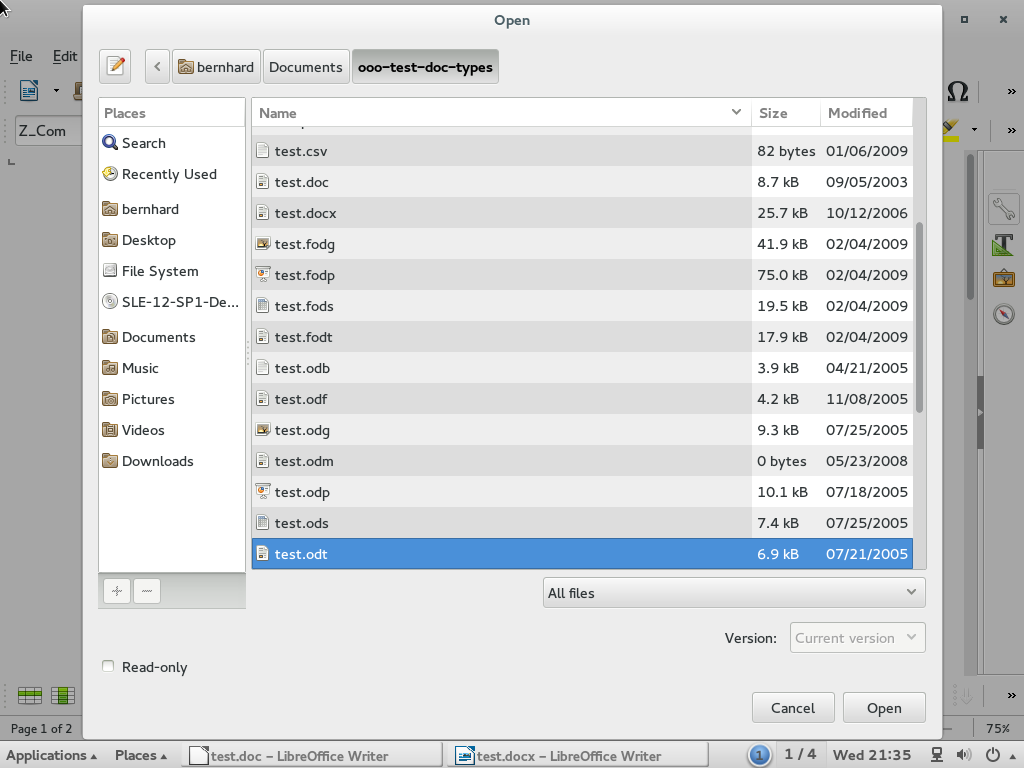 Open
File Edit
bernhard Documents ooo-test-doc-types
Z_Com
Places
Search
Recently Used
bernhard
Desktop
File System
SLE-12-SP1-De...
Documents
Music
Pictures
Videos
Downloads
Name Size Modified
test.csv 82 bytes 01/06/2009
test.doc 8.7 kB 09/05/2003
test.docx 25.7 kB 10/12/2006
test.fodg 41.9 kB 02/04/2009
test.fodp 75.0 kB 02/04/2009
test.fods 19.5 kB 02/04/2009
test.fodt 17.9 kB 02/04/2009
test.odb 3.9 kB 04/21/2005
test.odf 4.2 kB 11/08/2005
test.odg 9.3 kB 07/25/2005
test.odm 0 bytes 05/23/2008
test.odp 10.1 kB 07/18/2005
test.ods 7.4 kB 07/25/2005
test.odt 6.9 kB 07/21/2005
All files
Version: Current version
Read-only
Cancel Open
Page 1 of 2 75%
Applications Places test.doc – LibreOffice Writer test.docx – LibreOffice Writer 1 1 / 4 Wed 21:35